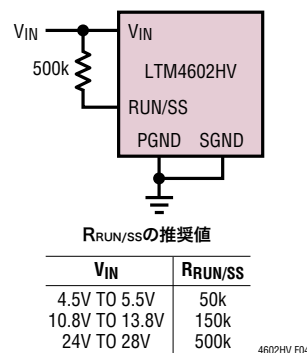 VIN
VIN
500k
LTM4602HV
RUN/SS
PGND SGND
RRUN/SSの推奨値
VIN RRUN/SS
4.5V TO 5.5V 50k
10.8V TO 13.8V 150k
24V TO 28V 500k
4602HV F04